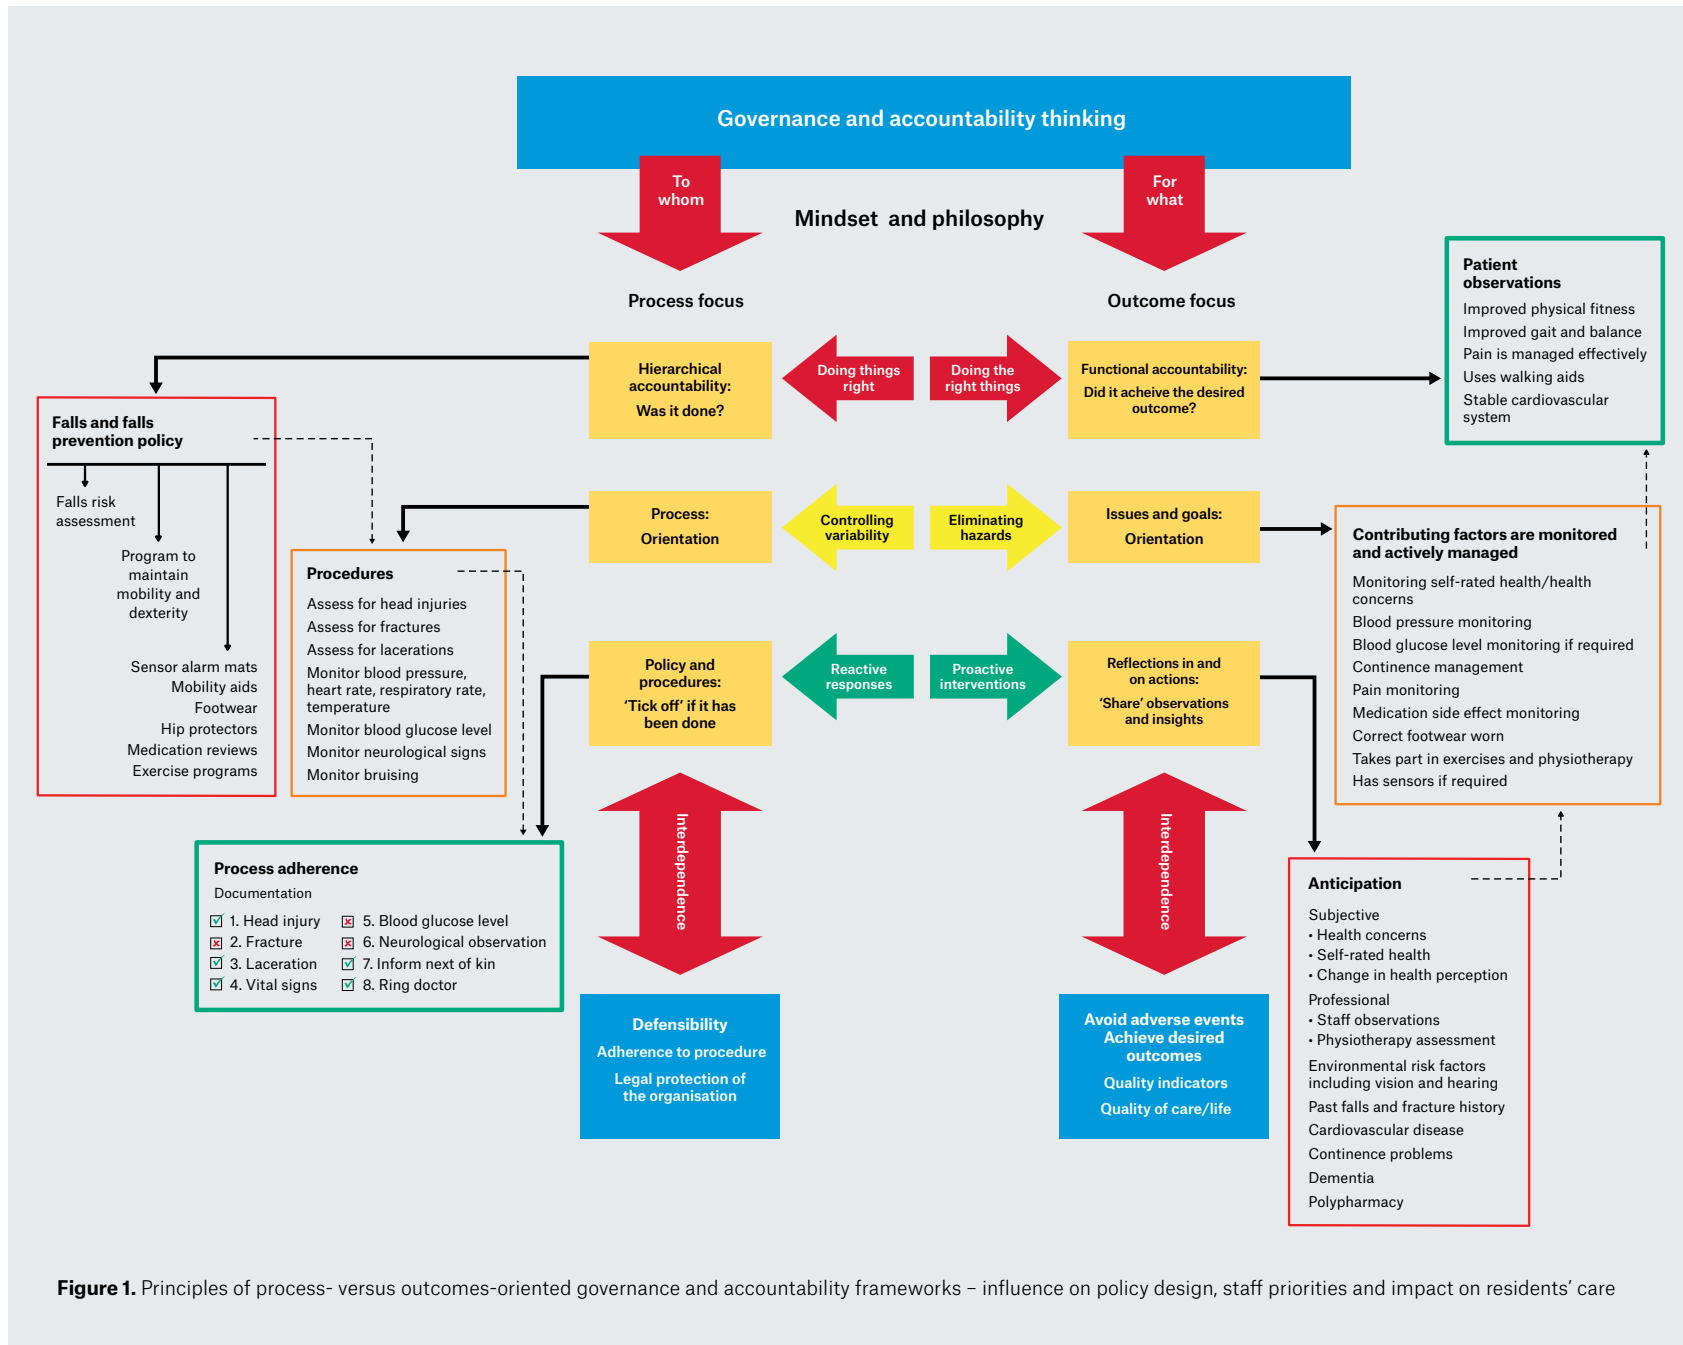 Governance and accountability thinking
To
whom
For
what
Mindset and philosophy
Process focus
Outcome focus
Hierarchical
accountability:
Was it done?
Doing things
right
Doing the
right things
Functional accountability:
Did it acheive the desired
outcome?
Patient
observations
Improved physical fitness
Improved gait and balance
Pain is managed effectively
Uses walking aids
Stable cardiovascular
system
Falls and falls
prevention policy
Falls risk
assessment
Program to
maintain
mobility and
dexterity
Sensor alarm mats
Mobility aids
Footwear
Hip protectors
Medication reviews
Exercise programs
Process:
Orientation
Controlling
variability
Eliminating
hazards
Issues and goals:
Orientation
Procedures
Assess for head injuries
Assess for fractures
Assess for lacerations
Monitor blood pressure,
heart rate, respiratory rate,
temperature
Monitor blood glucose level
Monitor neurological signs
Monitor bruising
Contributing factors are monitored
and actively managed
Monitoring self-rated health/health
concerns
Blood pressure monitoring
Blood glucose level monitoring if required
Continence management
Pain monitoring
Medication side effect monitoring
Correct footwear worn
Takes part in exercises and physiotherapy
Has sensors if required
Policy and
procedures:
‘Tick off’ if it has
been done
Reactive
responses
Proactive
interventions
Reflections in and
on actions:
‘Share’ observations
and insights
Interdependence
Interdependence
Process adherence
Documentation
1. Head injury
2. Fracture
3. Laceration
4. Vital signs
5. Blood glucose level
6. Neurological observation
7. Inform next of kin
8. Ring doctor
Defensibility
Adherence to procedure
Legal protection of
the organisation
Avoid adverse events
Achieve desired
outcomes
Quality indicators
Quality of care/life
Anticipation
Subjective
• Health concerns
• Self-rated health
• Change in health perception
Professional
• Staff observations
• Physiotherapy assessment
Environmental risk factors
including vision and hearing
Past falls and fracture history
Cardiovascular disease
Continence problems
Dementia
Polypharmacy
Figure 1. Principles of process- versus outcomes-oriented governance and accountability frameworks – influence on policy design, staff priorities and impact on residents’ care